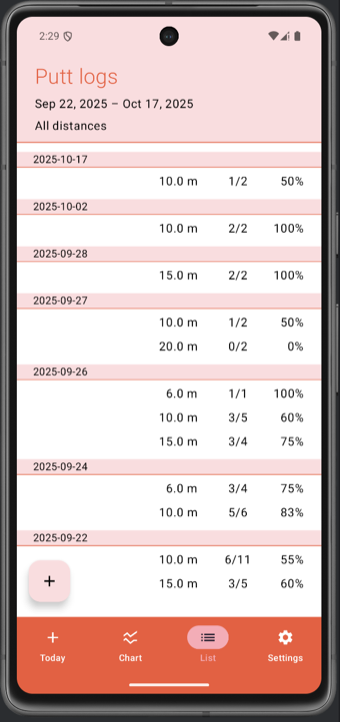 2:29
Putt logs
Sep 22, 2025 – Oct 17, 2025
All distances
2025-10-17
10.0 m 1/2 50%
2025-10-02
10.0 m 2/2 100%
2025-09-28
15.0 m 2/2 100%
2025-09-27
10.0 m 1/2 50%
20.0 m 0/2 0%
2025-09-26
6.0 m 1/1 100%
10.0 m 3/5 60%
15.0 m 3/4 75%
2025-09-24
6.0 m 3/4 75%
10.0 m 5/6 83%
2025-09-22
10.0 m 6/11 55%
15.0 m 3/5 60%
Today Chart List Settings